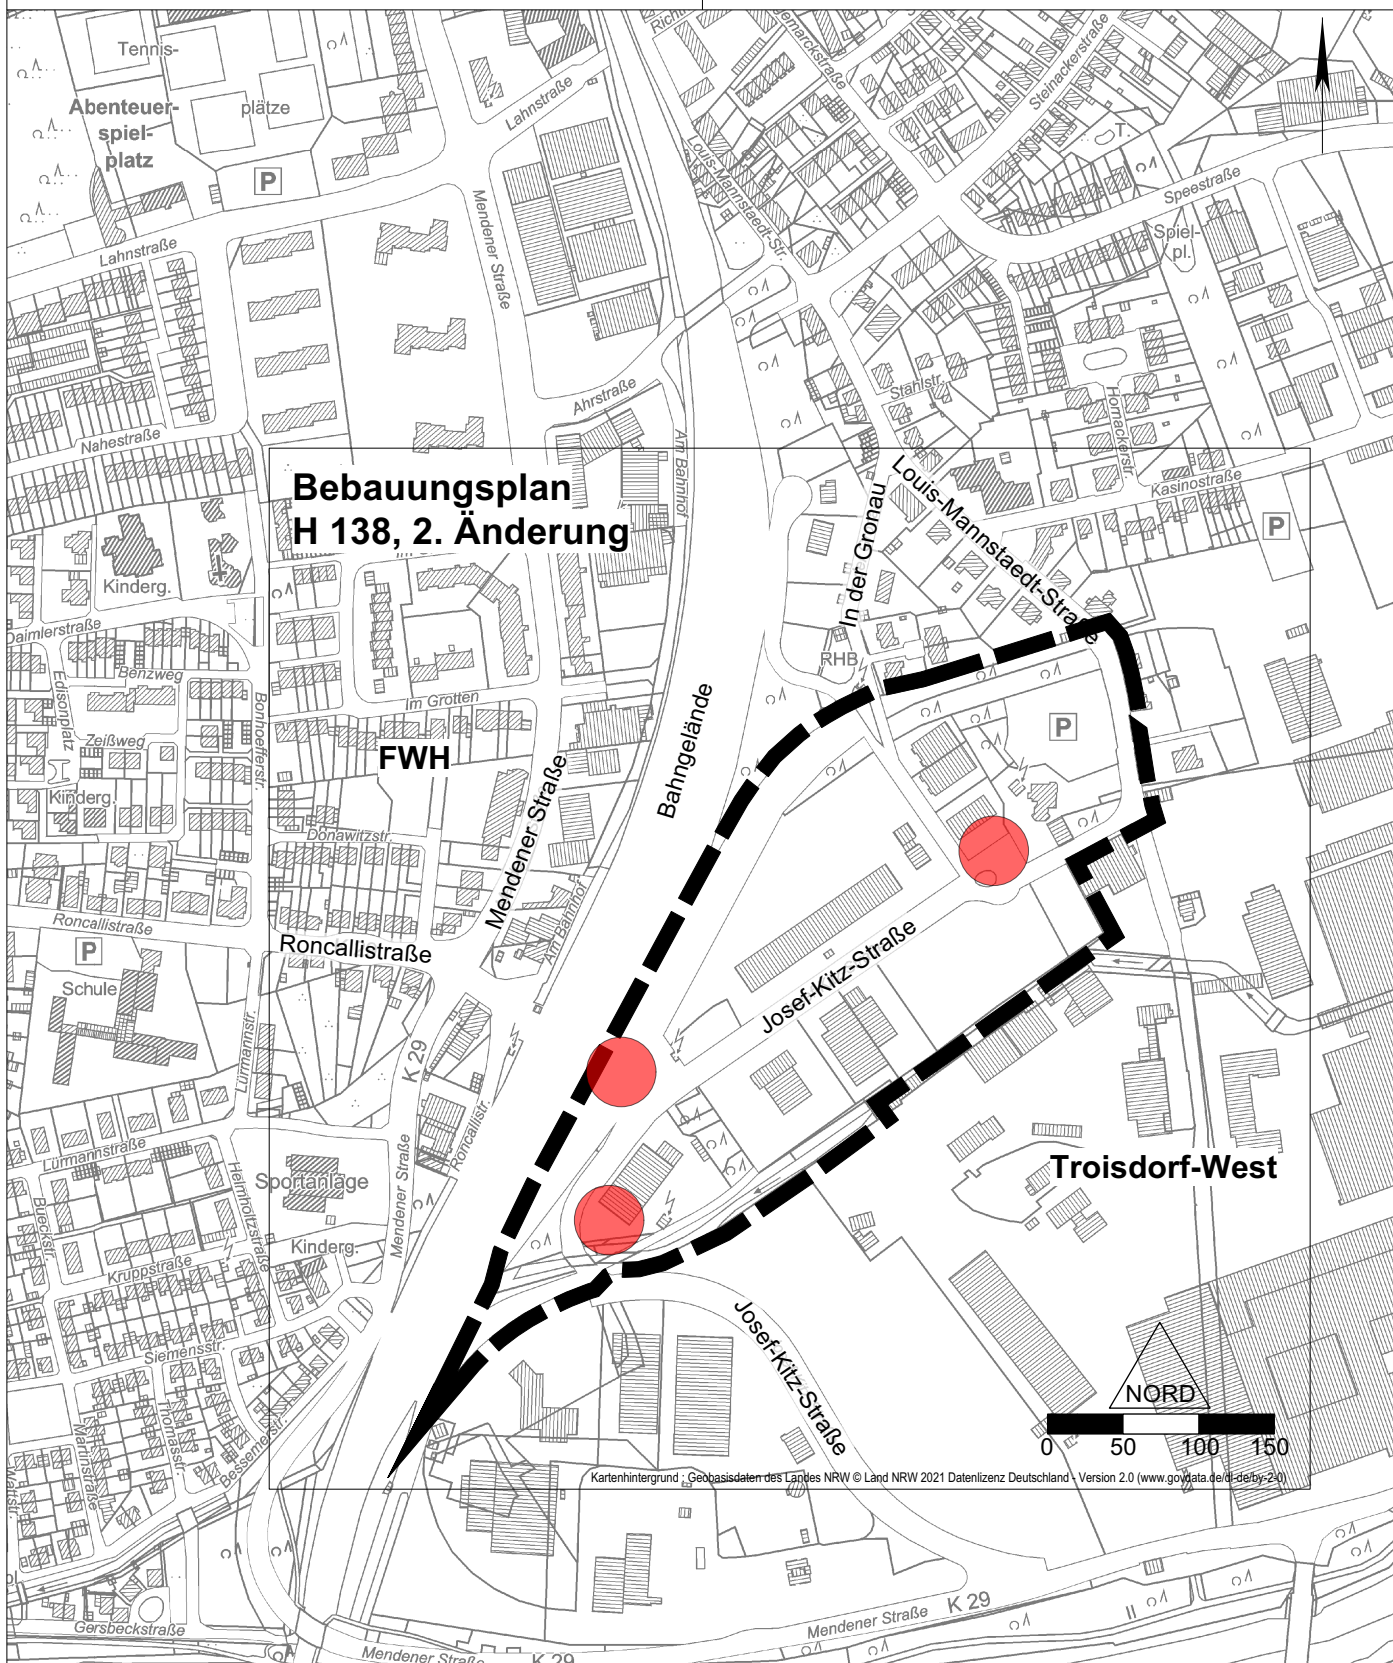 Tennis-
plätze
Abenteuer-
spiel-
platz
P
Lahnstraße
Lahnstraße
Mendener Straße
Louis-Mannstaedt-Str.
Steinackerstraße
T.
Speestraße
Spiel-
pl.
Nahestraße
Ahrstraße
Am Bahnhof
Stahlstr.
Hornackerstr.
Kasinostraße
P
Bebauungsplan
H 138, 2. Änderung
In der Gronau
Louis-Mannstaedt-Straße
Kinderg.
Daimlerstraße
Benzweg
Edisonplatz
Zeißweg
Kinderg.
Bonhoefferstr.
Im Grotten
RHB
P
FWH
Mendener Straße
Bahngelände
Donawitzstr.
Roncallistraße
Roncallistraße
Am Bahnhof
P
Schule
Josef-Kitz-Straße
K 29
Lürmannstr.
Roncallistr.
Lürmannstraße
Mendener Straße
Sportanlage
Helmholtzstraße
Bueckstr.
Kinderg.
Kruppstraße
Troisdorf-West
Siemensstr.
Josef-Kitz-Straße
Martinstraße
Thomasstr.
NORD
0 50 100 150
Kartenhintergrund : Geobasisdaten des Landes NRW © Land NRW 2021 Datenlizenz Deutschland - Version 2.0 (www.govdata.de/dl-de/by-2-0)
Gersbeckstraße
Mendener Straße K 29
Mendener Straße K 29